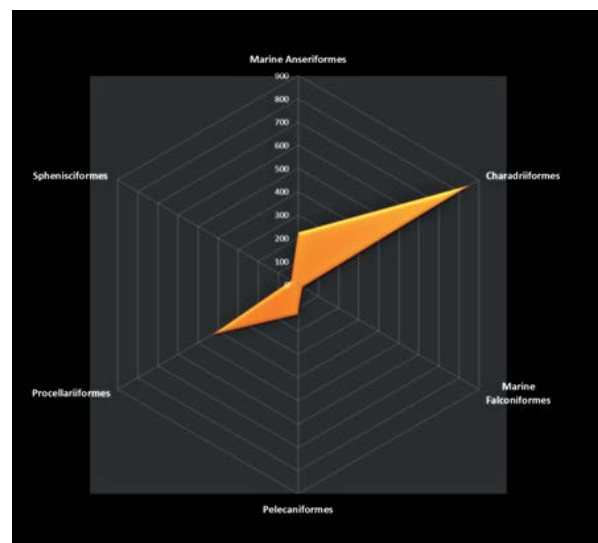 Marine Anseriformes
900
800
700
600
500
400
300
200
100
0
Sphenisciformes
Charadriiformes
Procellariiformes
Marine
Falconiformes
Pelecaniformes